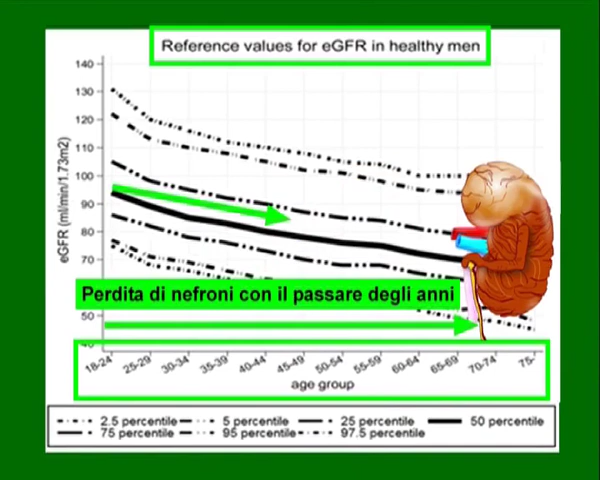 Reference values for eGFR in healthy men
140
130
120
110
100
90
80
70
50
eGFR (ml/min/1.73m2)
Perdita di nefroni con il passare degli anni
18-24 25-29 30-34 35-39 40-44 45-49 50-54 55-59 60-64 65-69 70-74 75-
age group
2.5 percentile 5 percentile 25 percentile 50 percentile
75 percentile 95 percentile 97.5 percentile